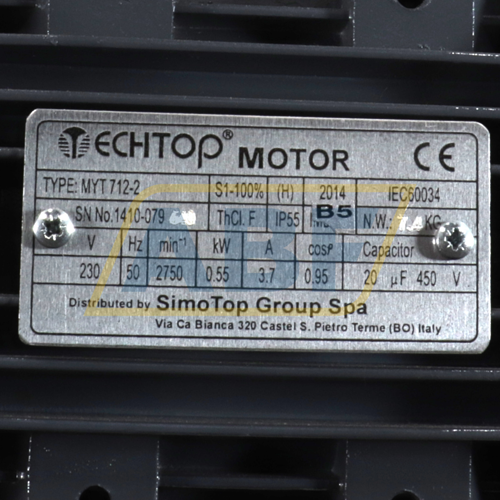 TECHTOP® MOTOR CE
TYPE: MYT 712-2 S1-100% (H) 2014 IEC60034
SN No.1410-079 ThCl. F IP55 B5 N.W.: KG
V Hz min⁻¹ kW A cosφ Capacitor
230 50 2750 0.55 3.7 0.95 20 μF 450 V
Distributed by SimoTop Group Spa
Via Ca Bianca 320 Castel S. Pietro Terme (BO) Italy